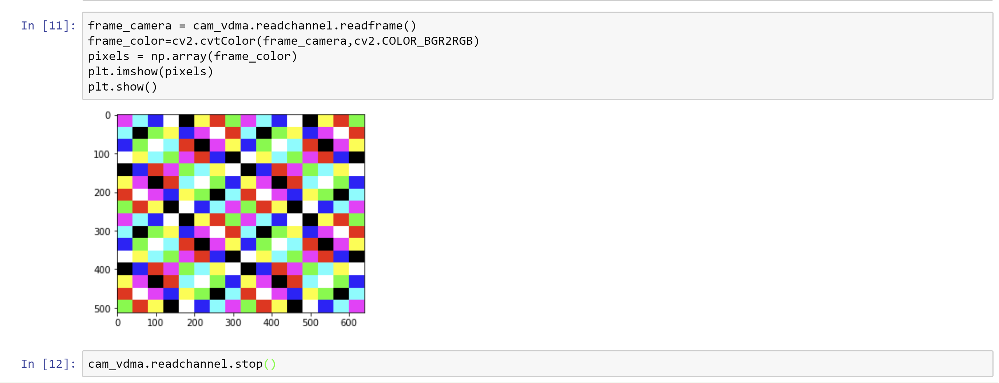 In [11]:
frame_camera = cam_vdma.readchannel.readframe()
frame_color=cv2.cvtColor(frame_camera,cv2.COLOR_BGR2RGB)
pixels = np.array(frame_color)
plt.imshow(pixels)
plt.show()
0
100
200
300
400
500
0 100 200 300 400 500 600
In [12]:
cam_vdma.readchannel.stop()